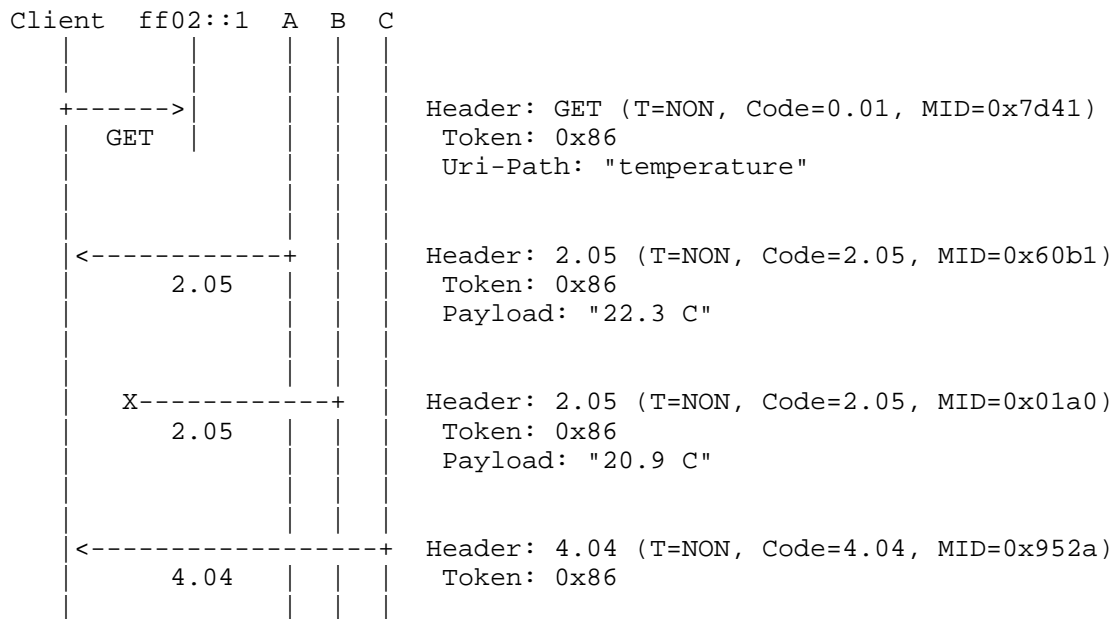 Client ff02::1 A B C
Header: GET (T=NON, Code=0.01, MID=0x7d41)
GET Token: 0x86
Uri-Path: "temperature"
Header: 2.05 (T=NON, Code=2.05, MID=0x60b1)
2.05 Token: 0x86
Payload: "22.3 C"
X Header: 2.05 (T=NON, Code=2.05, MID=0x01a0)
2.05 Token: 0x86
Payload: "20.9 C"
Header: 4.04 (T=NON, Code=4.04, MID=0x952a)
4.04 Token: 0x86